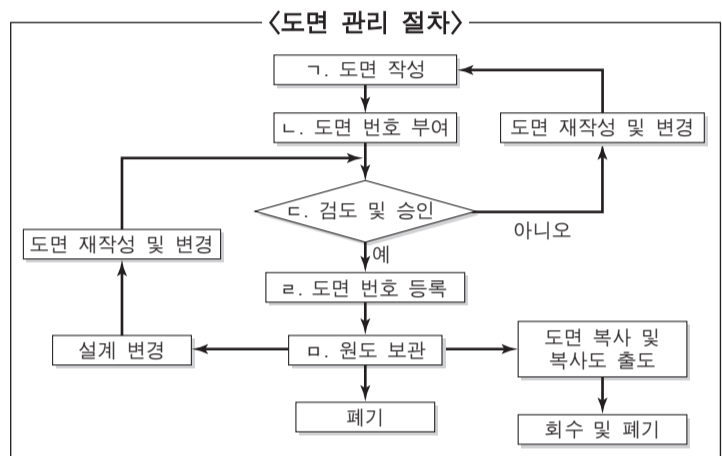 <도면 관리 절차>
ㄱ. 도면 작성
ㄴ. 도면 번호 부여
도면 재작성 및 변경
ㄷ. 검도 및 승인
아니오
예
도면 재작성 및 변경
ㄹ. 도면 번호 등록
설계 변경
ㅁ. 원도 보관
도면 복사 및
복사도 출도
폐기
회수 및 폐기